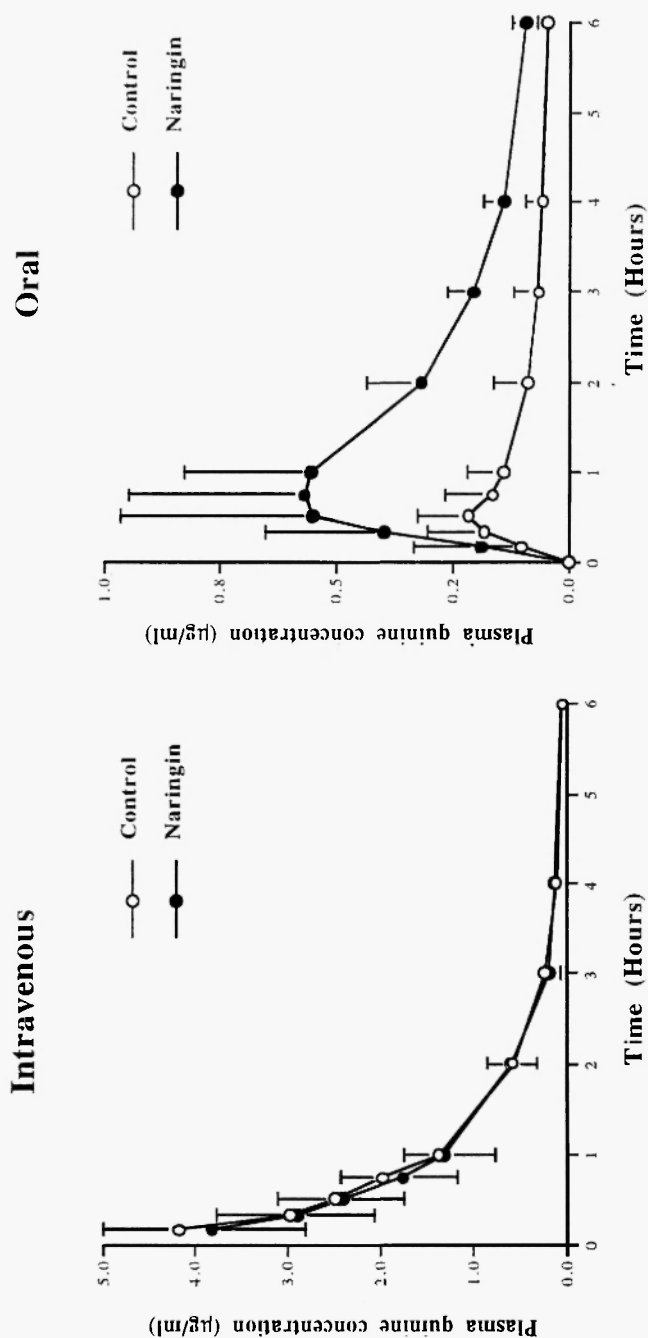 Intravenous
Control
Naringin
Plasma quinine concentration (µg/ml)
5.0
4.0
3.0
2.0
1.0
0.0
0 1 2 3 4 5 6
Time (Hours)
Oral
Control
Naringin
Plasma quinine concentration (µg/ml)
1.0
0.8
0.5
0.2
0.0
0 1 2 3 4 5 6
Time (Hours)